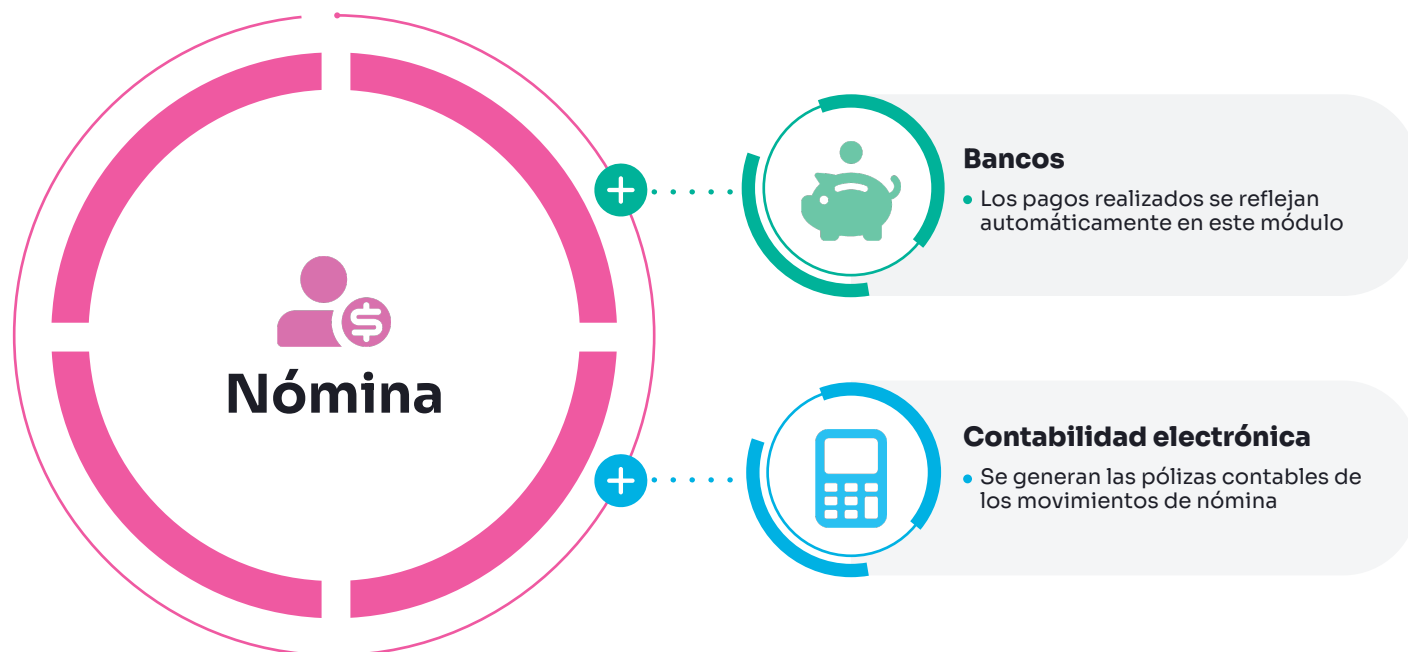 Nómina
Bancos
• Los pagos realizados se reflejan
automáticamente en este módulo
Contabilidad electrónica
• Se generan las pólizas contables de
los movimientos de nómina